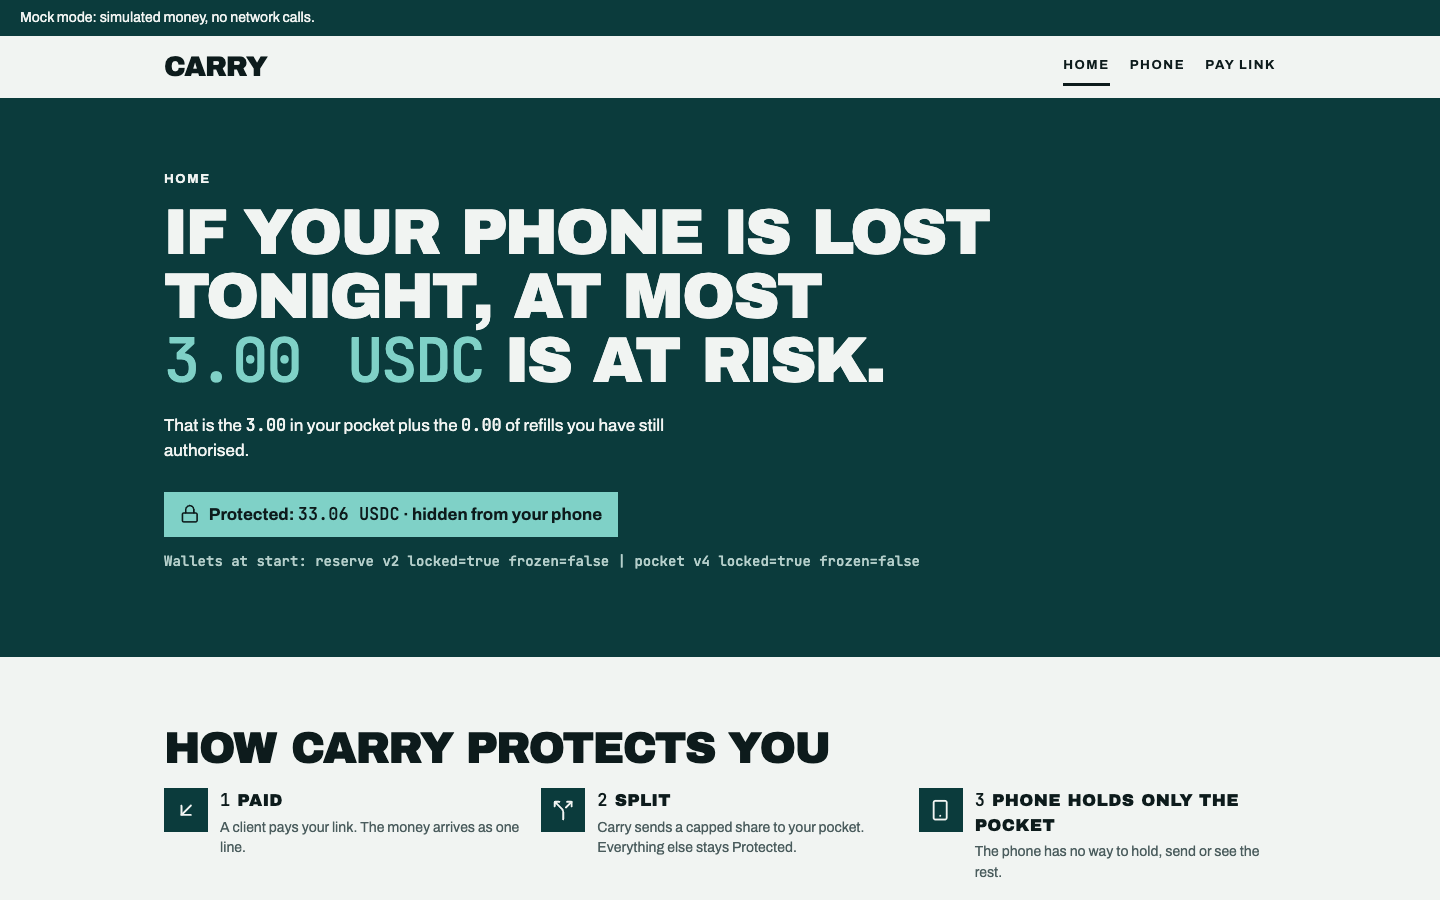 Mock mode: simulated money, no network calls.
CARRY
HOME PHONE PAY LINK
HOME
IF YOUR PHONE IS LOST
TONIGHT, AT MOST
3.00 USDC IS AT RISK.
That is the 3.00 in your pocket plus the 0.00 of refills you have still
authorised.
Protected: 33.06 USDC · hidden from your phone
Wallets at start: reserve v2 locked=true frozen=false | pocket v4 locked=true frozen=false
HOW CARRY PROTECTS YOU
1 PAID
A client pays your link. The money arrives as one
line.
2 SPLIT
Carry sends a capped share to your pocket.
Everything else stays Protected.
3 PHONE HOLDS ONLY THE
POCKET
The phone has no way to hold, send or see the
rest.